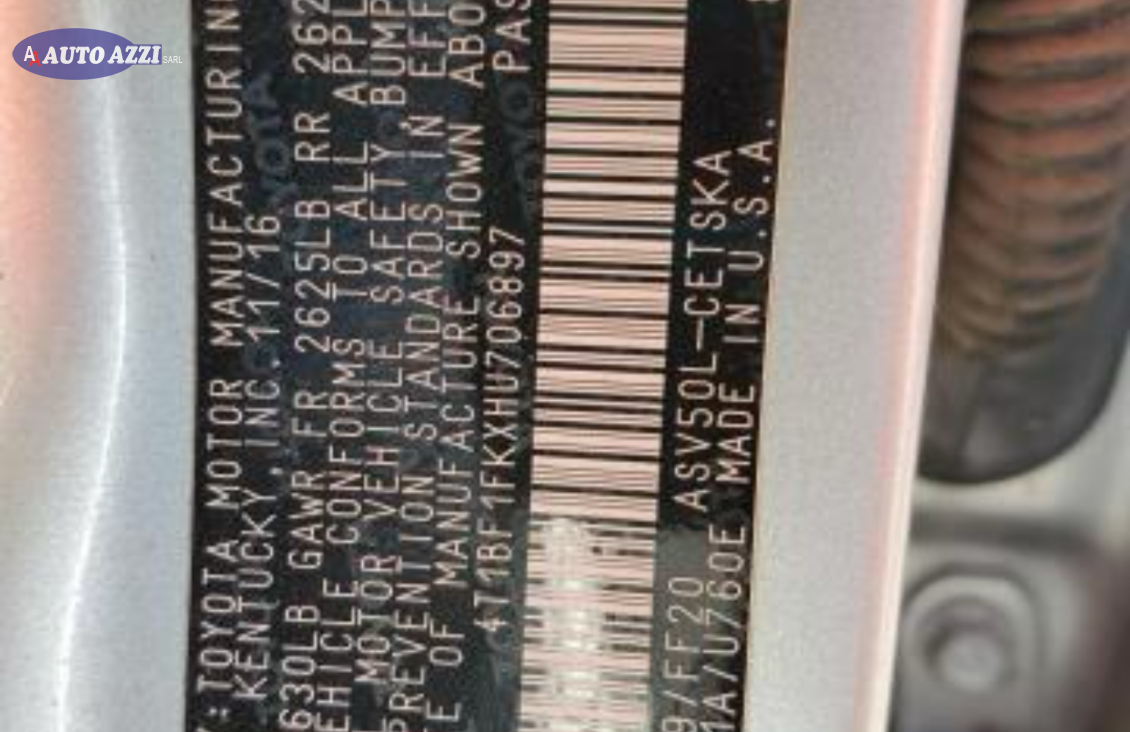 AUTO AZZI SARL
:TOYOTA MOTOR MANUFACTURING
KENTUCKY, INC. 11/16
630LB GAWR FR 2625LB RR 262
EHICLE CONFORMS TO ALL APPL
L MOTOR VEHICLE SAFETY, BUMP
PREVENTION STANDARDS IN EFF
E OF MANUFACTURE SHOWN ABO
4T1BF1FKXHU706897 PAS
9/FF20 ASV50L-CETSKA
1A/U760E MADE IN U.S.A.